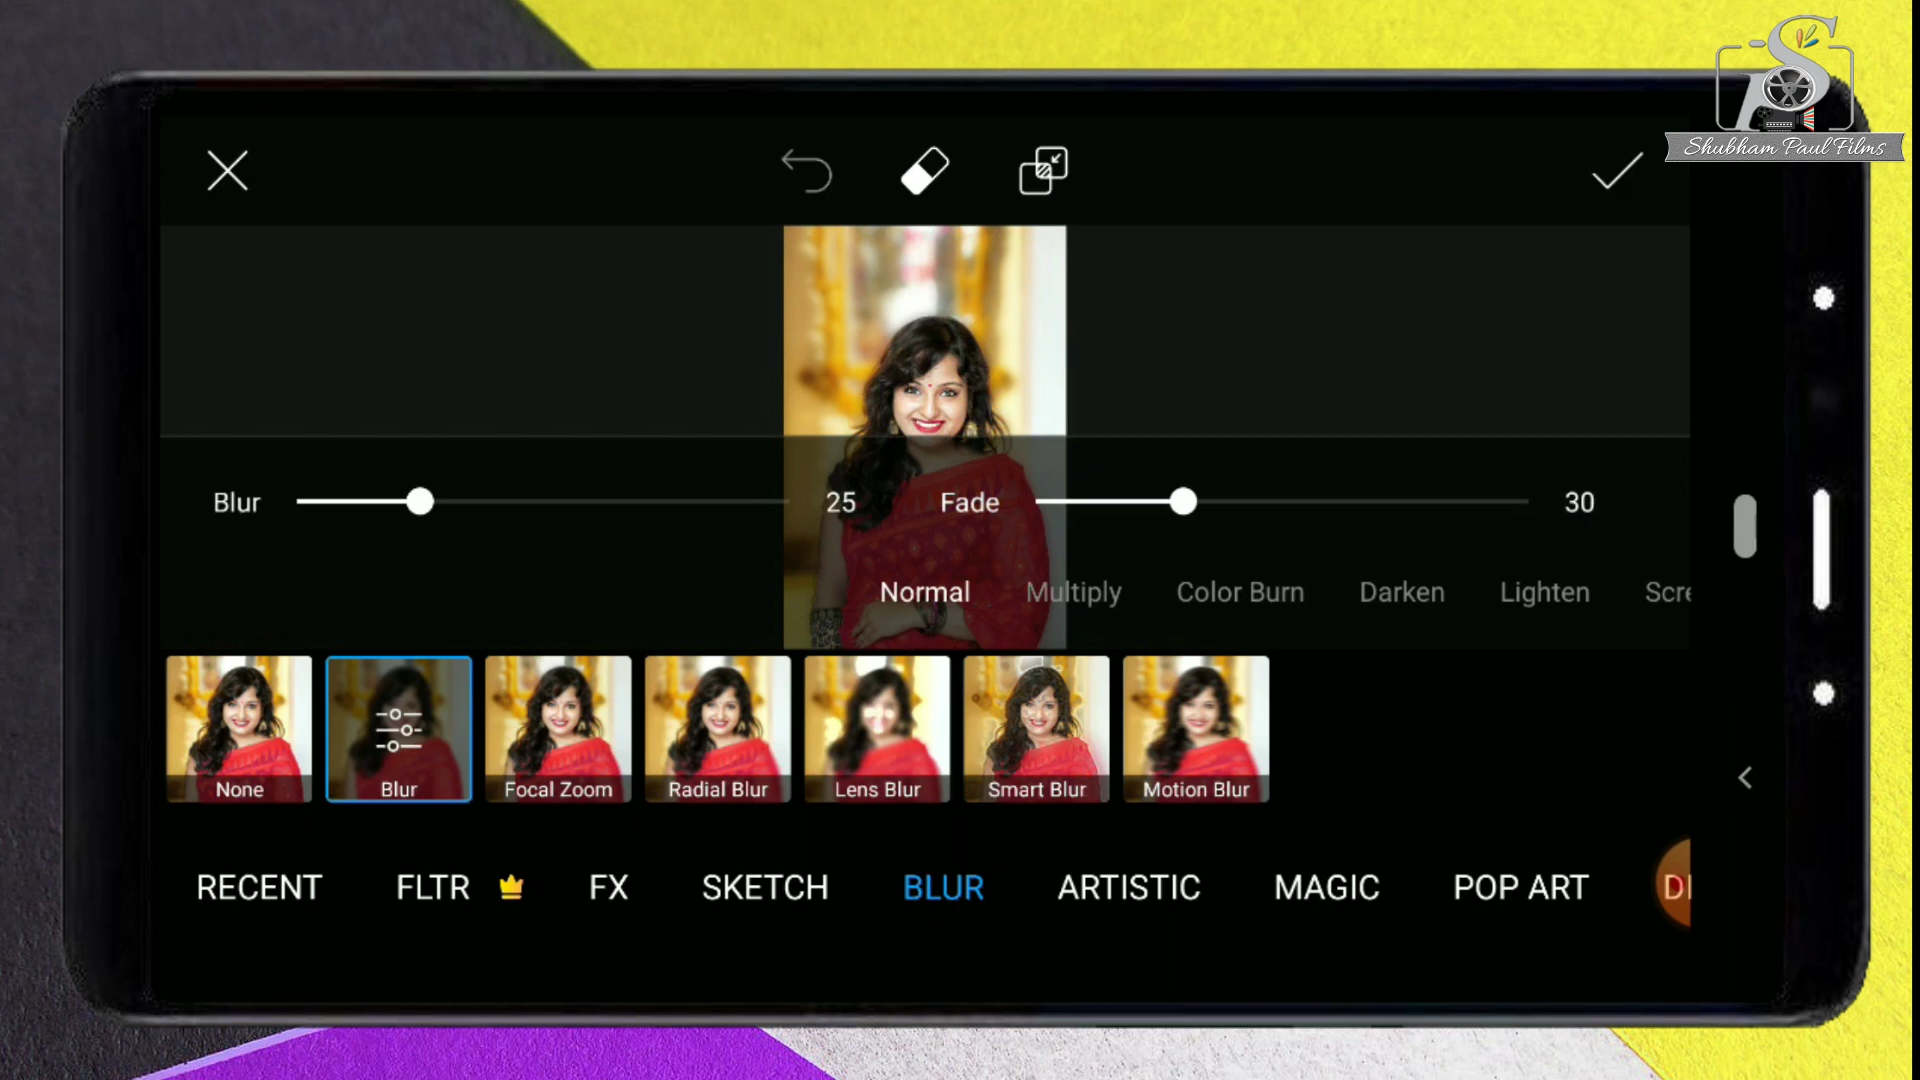 Shubham Paul Films
Blur 25 Fade 30
Normal Multiply Color Burn Darken Lighten Scre
None Blur Focal Zoom Radial Blur Lens Blur Smart Blur Motion Blur
RECENT FLTR FX SKETCH BLUR ARTISTIC MAGIC POP ART